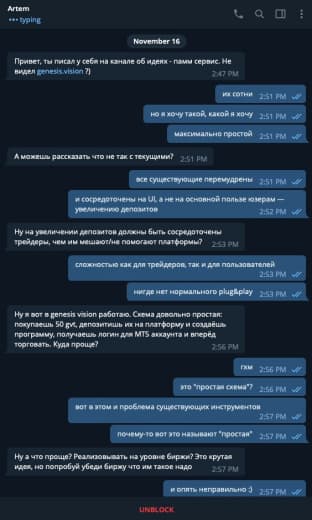 Artem
typing
November 16
Привет, ты писал у себя на канале об идеях - памм сервис. Не
видел genesis.vision ?)
2:47 PM
их сотни 2:51 PM
но я хочу такой, какой я хочу 2:51 PM
максимально простой 2:51 PM
А можешь рассказать что не так с текущими? 2:51 PM
все существующие перемудрены 2:51 PM
и сосредоточены на UI, а не на основной пользе юзерам —
увеличению депозитов 2:52 PM
Ну на увеличении депозитов должны быть сосредоточены
трейдеры, чем им мешают/не помогают платформы? 2:53 PM
сложностью как для трейдеров, так и для пользователей
2:53 PM
нигде нет нормального plug&play 2:53 PM
Ну я вот в genesis vision работаю. Схема довольно простая:
покупаешь 50 gvt, депозитишь их на платформу и создаёшь
программу, получаешь логин для МТ5 аккаунта и вперёд
торговать. Куда проще?
2:56 PM
гхм 2:56 PM
это "простая схема"? 2:56 PM
вот в этом и проблема существующих инструментов
2:57 PM
почему-то вот это называют "простая" 2:57 PM
Ну а что проще? Реализовывать на уровне биржи? Это крутая
идея, но попробуй убеди биржу что им такое надо 2:57 PM
и опять неправильно ;) 2:57 PM
UNBLOCK